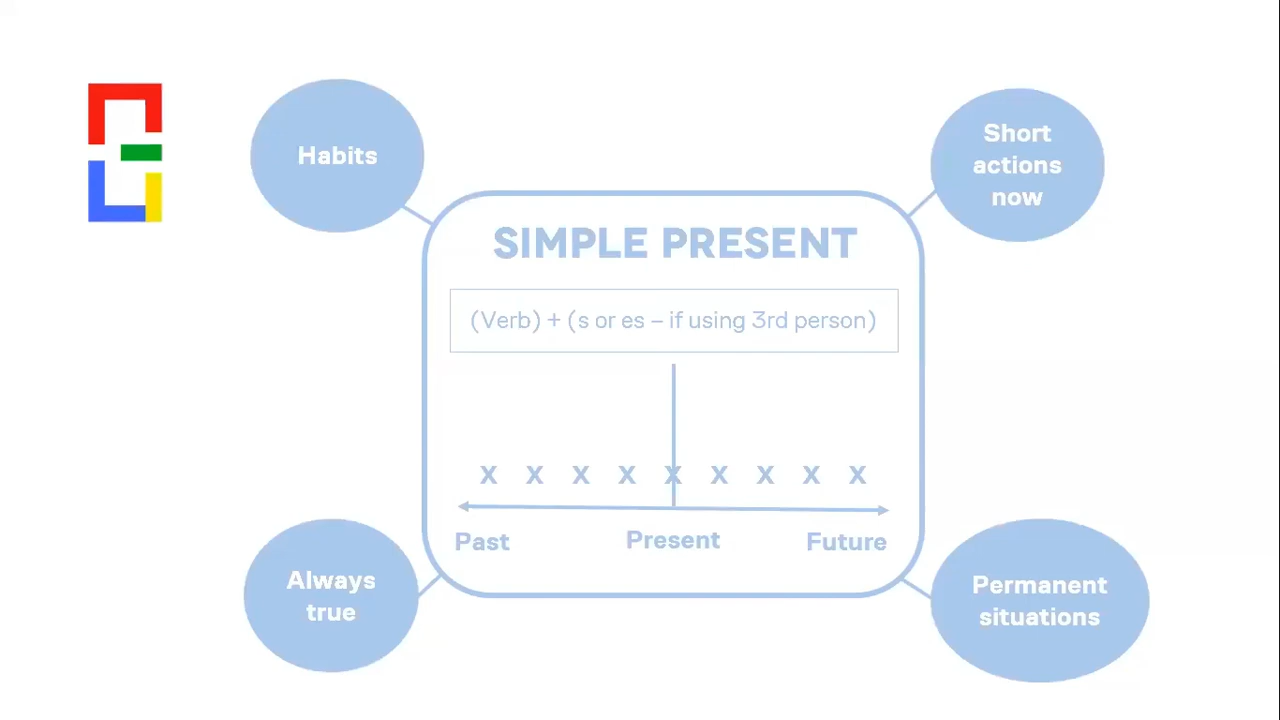 Habits
Short
actions
now
SIMPLE PRESENT
(Verb) + (s or es – if using 3rd person)
X X X X X X X X X
Past Present Future
Always
true
Permanent
situations